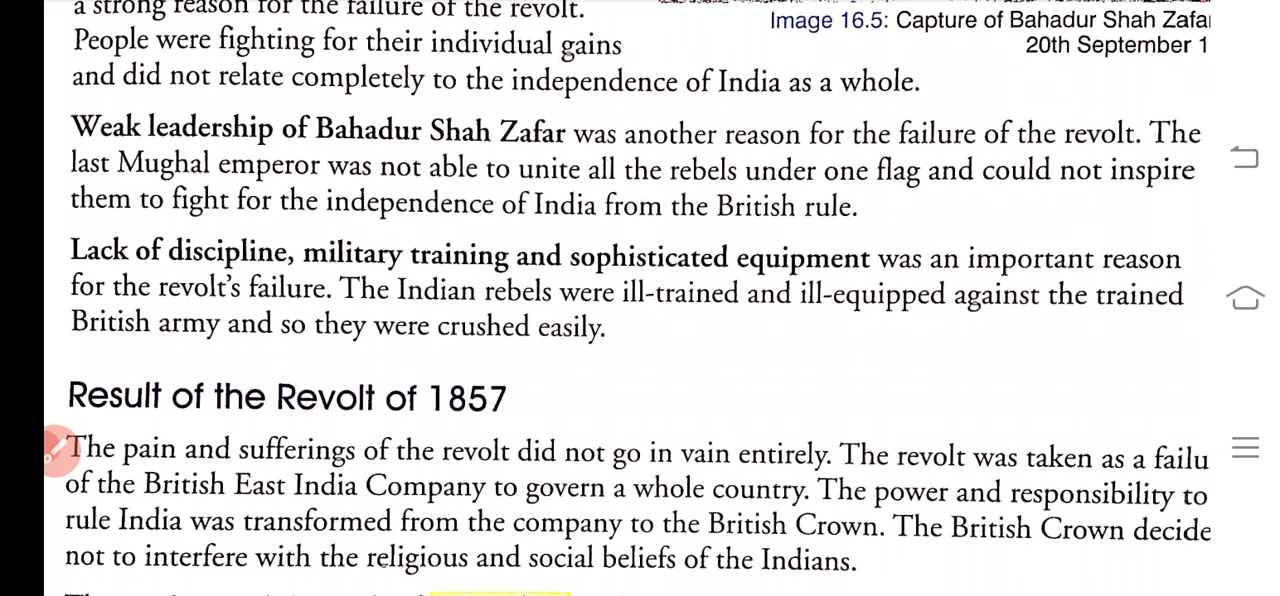 a strong reason for the failure of the revolt.
Image 16.5: Capture of Bahadur Shah Zafa
People were fighting for their individual gains
20th September 1
and did not relate completely to the independence of India as a whole.
Weak leadership of Bahadur Shah Zafar was another reason for the failure of the revolt. The
last Mughal emperor was not able to unite all the rebels under one flag and could not inspire
them to fight for the independence of India from the British rule.
Lack of discipline, military training and sophisticated equipment was an important reason
for the revolt's failure. The Indian rebels were ill-trained and ill-equipped against the trained
British army and so they were crushed easily.
Result of the Revolt of 1857
The pain and sufferings of the revolt did not go in vain entirely. The revolt was taken as a failu
of the British East India Company to govern a whole country. The power and responsibility to
rule India was transformed from the company to the British Crown. The British Crown decide
not to interfere with the religious and social beliefs of the Indians.